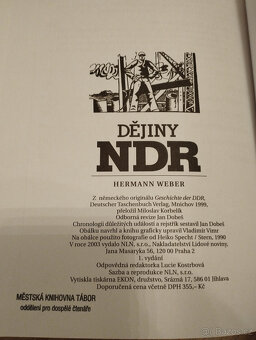 DĚJINY
NDR
HERMANN WEBER
Z německého originálu Geschichte der DDR,
Deutscher Taschenbuch Verlag, Mnichov 1999,
přeložil Miloslav Korbelík
Odborná revize Jan Dobeš
Chronologii důležitých událostí a rejstřík sestavil Jan Dobeš
Obálku navrhl a knihu graficky upravil Vladimír Vimr
Na obálce použito fotografie od Heiko Specht / Stern, 1990
V roce 2003 vydalo NLN, s.r.o., Nakladatelství Lidové noviny,
Jana Masaryka 56, 120 00 Praha 2
1. vydání
Odpovědná redaktorka Lucie Kostrbová
Sazba a reprodukce NLN, s.r.o.
Vytiskla tiskárna EKON, družstvo, Srázná 17, 586 01 Jihlava
Doporučená cena včetně DPH 355,- Kč
MĚSTSKÁ KNIHOVNA TÁBOR
oddělení pro dospělé čtenáře